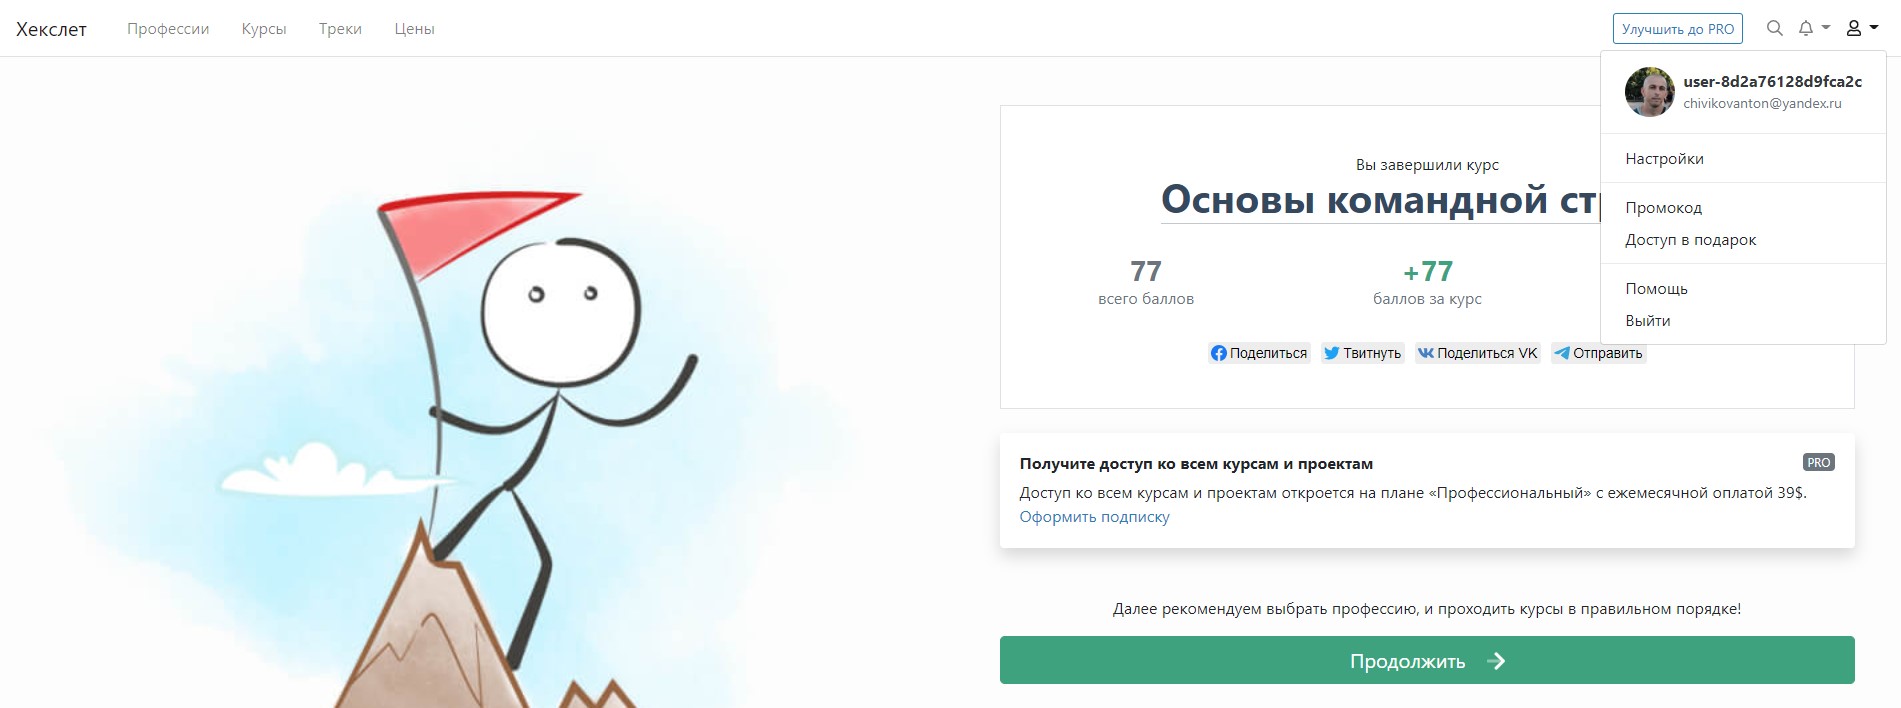 Хекслет Профессии Курсы Треки Цены Улучшить до PRO
user-8d2a76128d9fca2c
chivikovanton@yandex.ru
Настройки
Промокод
Доступ в подарок
Помощь
Выйти
Вы завершили курс
Основы командной
77 +77
всего баллов баллов за курс
Поделиться Твитнуть Поделиться VK Отправить
Получите доступ ко всем курсам и проектам PRO
Доступ ко всем курсам и проектам откроется на плане «Профессиональный» с ежемесячной оплатой 39$.
Оформить подписку
Далее рекомендуем выбрать профессию, и проходить курсы в правильном порядке!
Продолжить